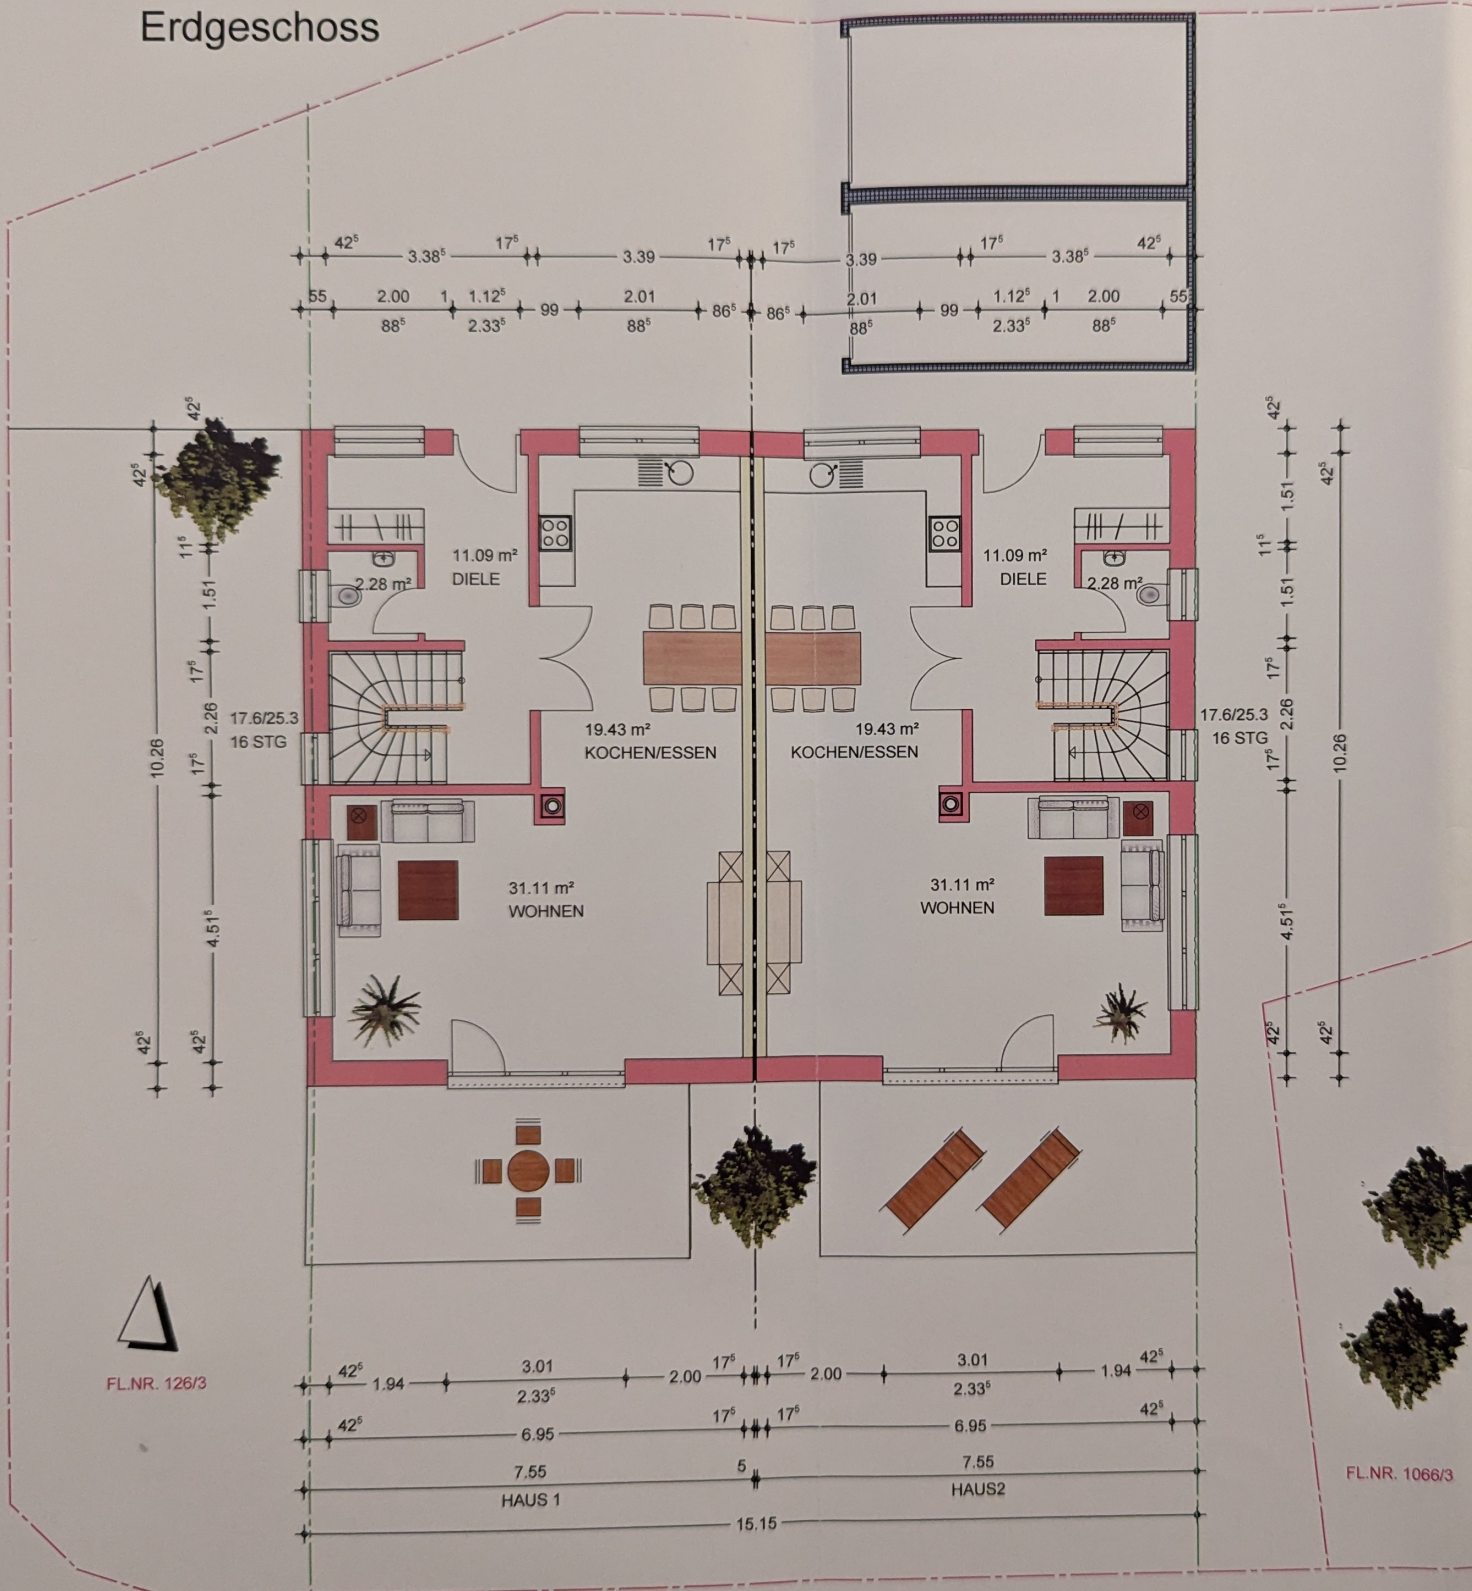 Erdgeschoss
42⁵ 3.38⁵ 17⁵ 3.39 17⁵ 17⁵ 3.39 17⁵ 3.38⁵ 42⁵
55 2.00 1 1.12⁵ 99 2.01 86⁵ 86⁵ 2.01 99 1.12⁵ 1 2.00 55
88⁵ 2.33⁵ 88⁵ 88⁵ 2.33⁵ 88⁵
42⁵
42⁵
11⁵
1.51
17⁵
2.26
17⁵
10.26
4.51⁵
42⁵ 42⁵
17.6/25.3
16 STG
11.09 m²
DIELE
2.28 m²
19.43 m²
KOCHEN/ESSEN
31.11 m²
WOHNEN
11.09 m²
DIELE
2.28 m²
19.43 m²
KOCHEN/ESSEN
31.11 m²
WOHNEN
17.6/25.3
16 STG
42⁵
42⁵
1.51
11⁵
1.51
17⁵
2.26
17⁵
10.26
4.51⁵
42⁵ 42⁵
FL.NR. 126/3
42⁵ 1.94 3.01 2.00 17⁵ 17⁵ 2.00 3.01 1.94 42⁵
2.33⁵ 2.33⁵
42⁵ 6.95 17⁵ 17⁵ 6.95 42⁵
7.55 5 7.55
HAUS 1 HAUS2
15.15
FL.NR. 1066/3